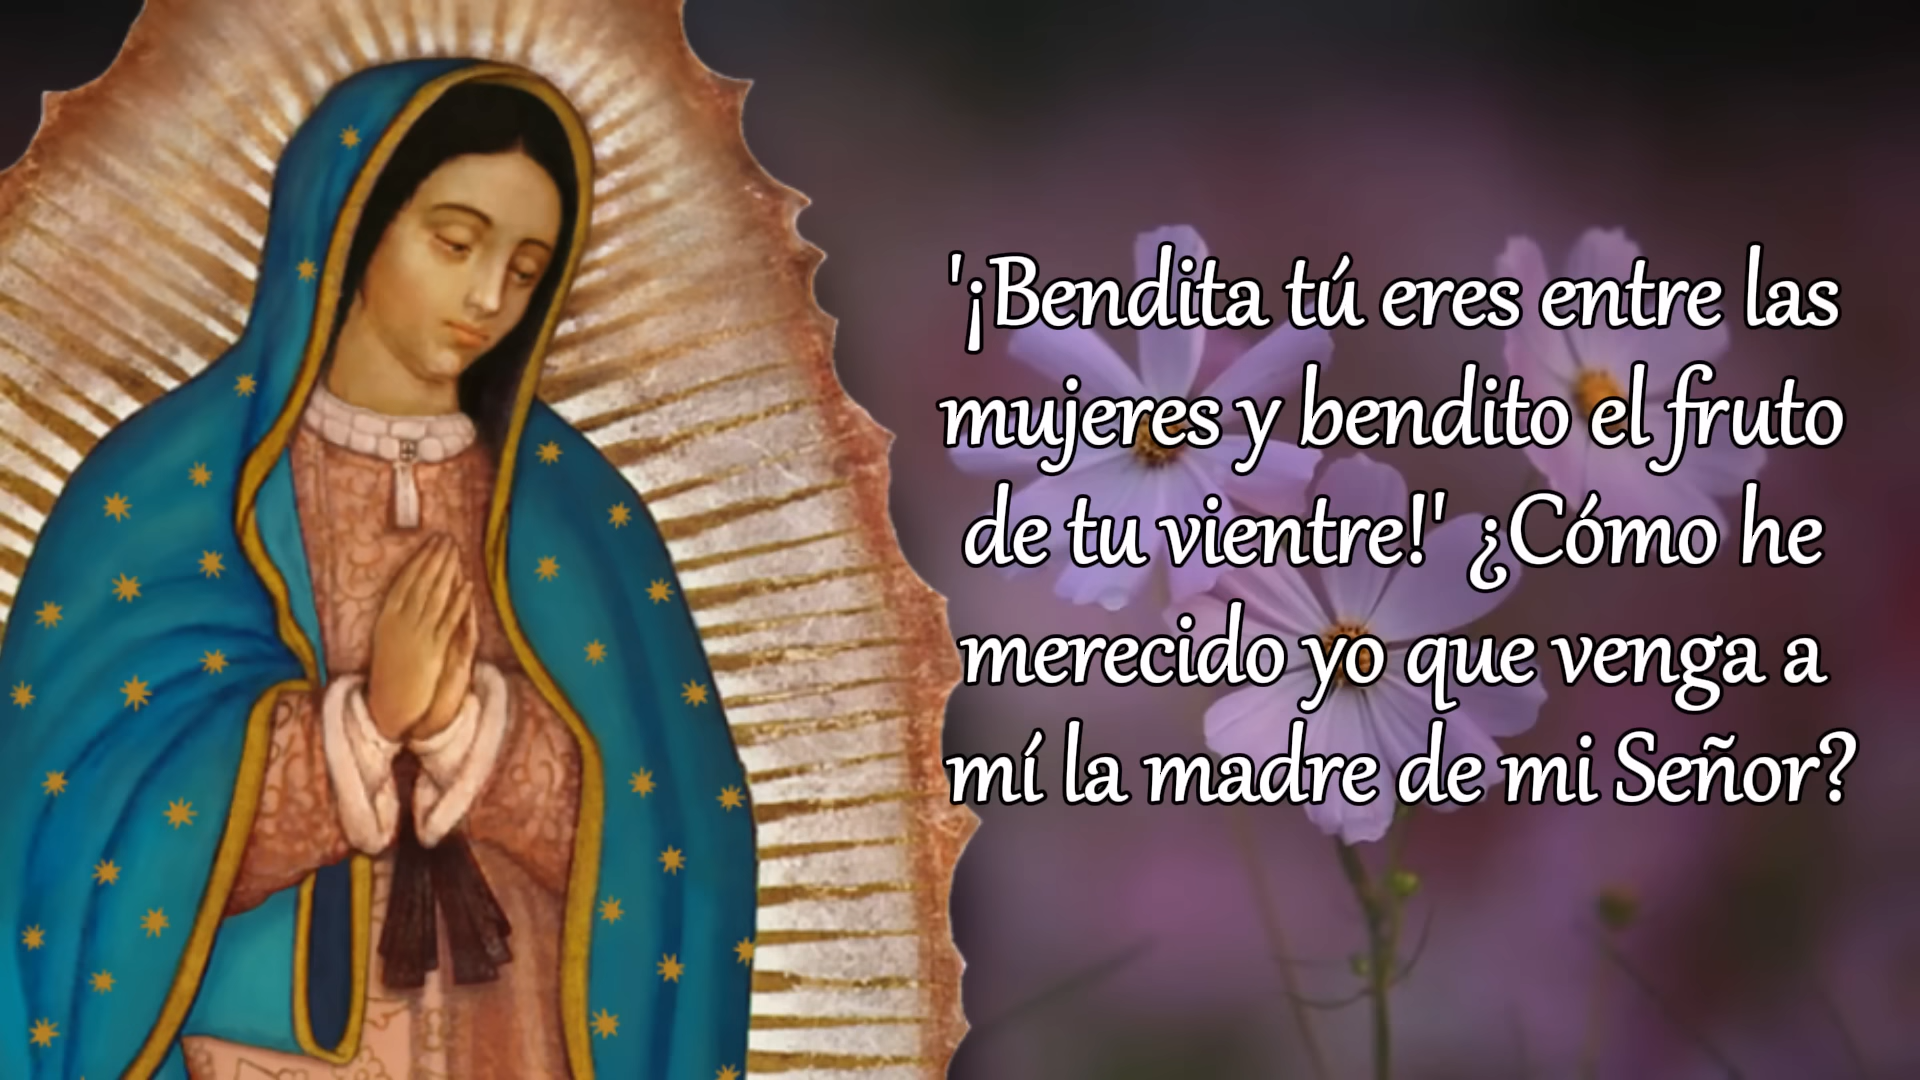 '¡Bendita tú eres entre las
mujeres y bendito el fruto
de tu vientre!' ¿Cómo he
merecido yo que venga a
mí la madre de mi Señor?